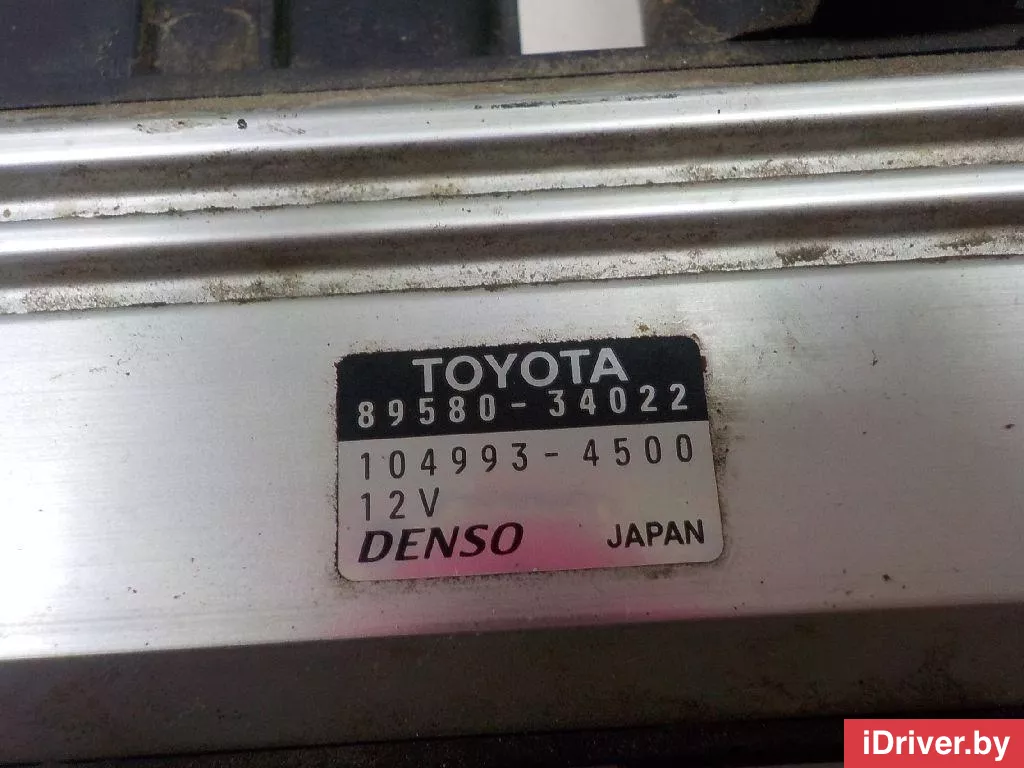 TOYOTA
89580-34022
104993-4500
12V
DENSO JAPAN
iDriver.by